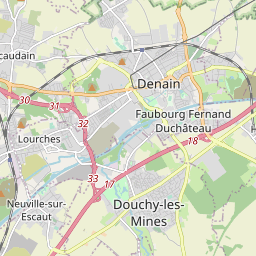 caudain
Denain
30
31
32
Faubourg Fernand
Duchâteau
Lourches
18
Neuville-sur-
Escaut
33
17
Douchy-les-
Mines